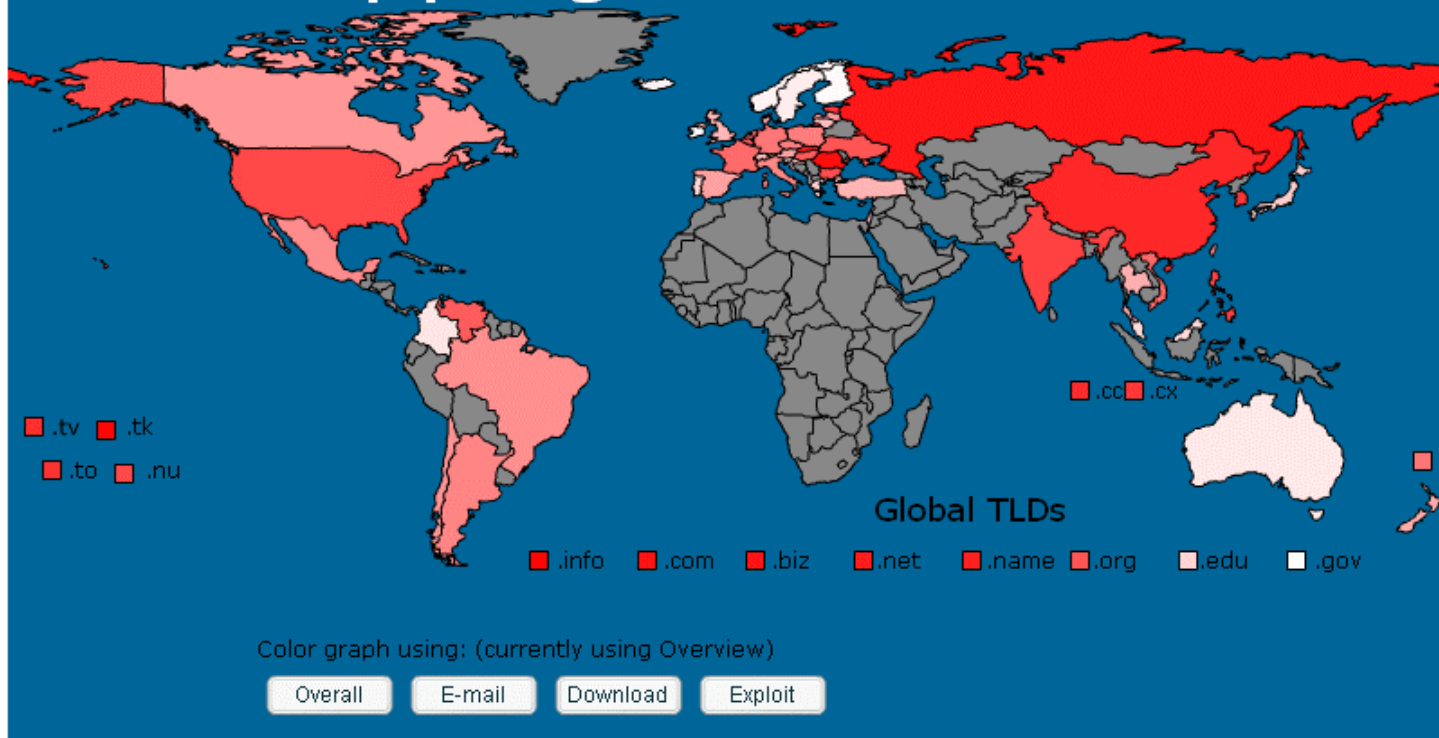 .cc .cx
.tv .tk
.to .nu
Global TLDs
.info .com .biz .net .name .org .edu .gov
Color graph using: (currently using Overview)
Overall E-mail Download Exploit